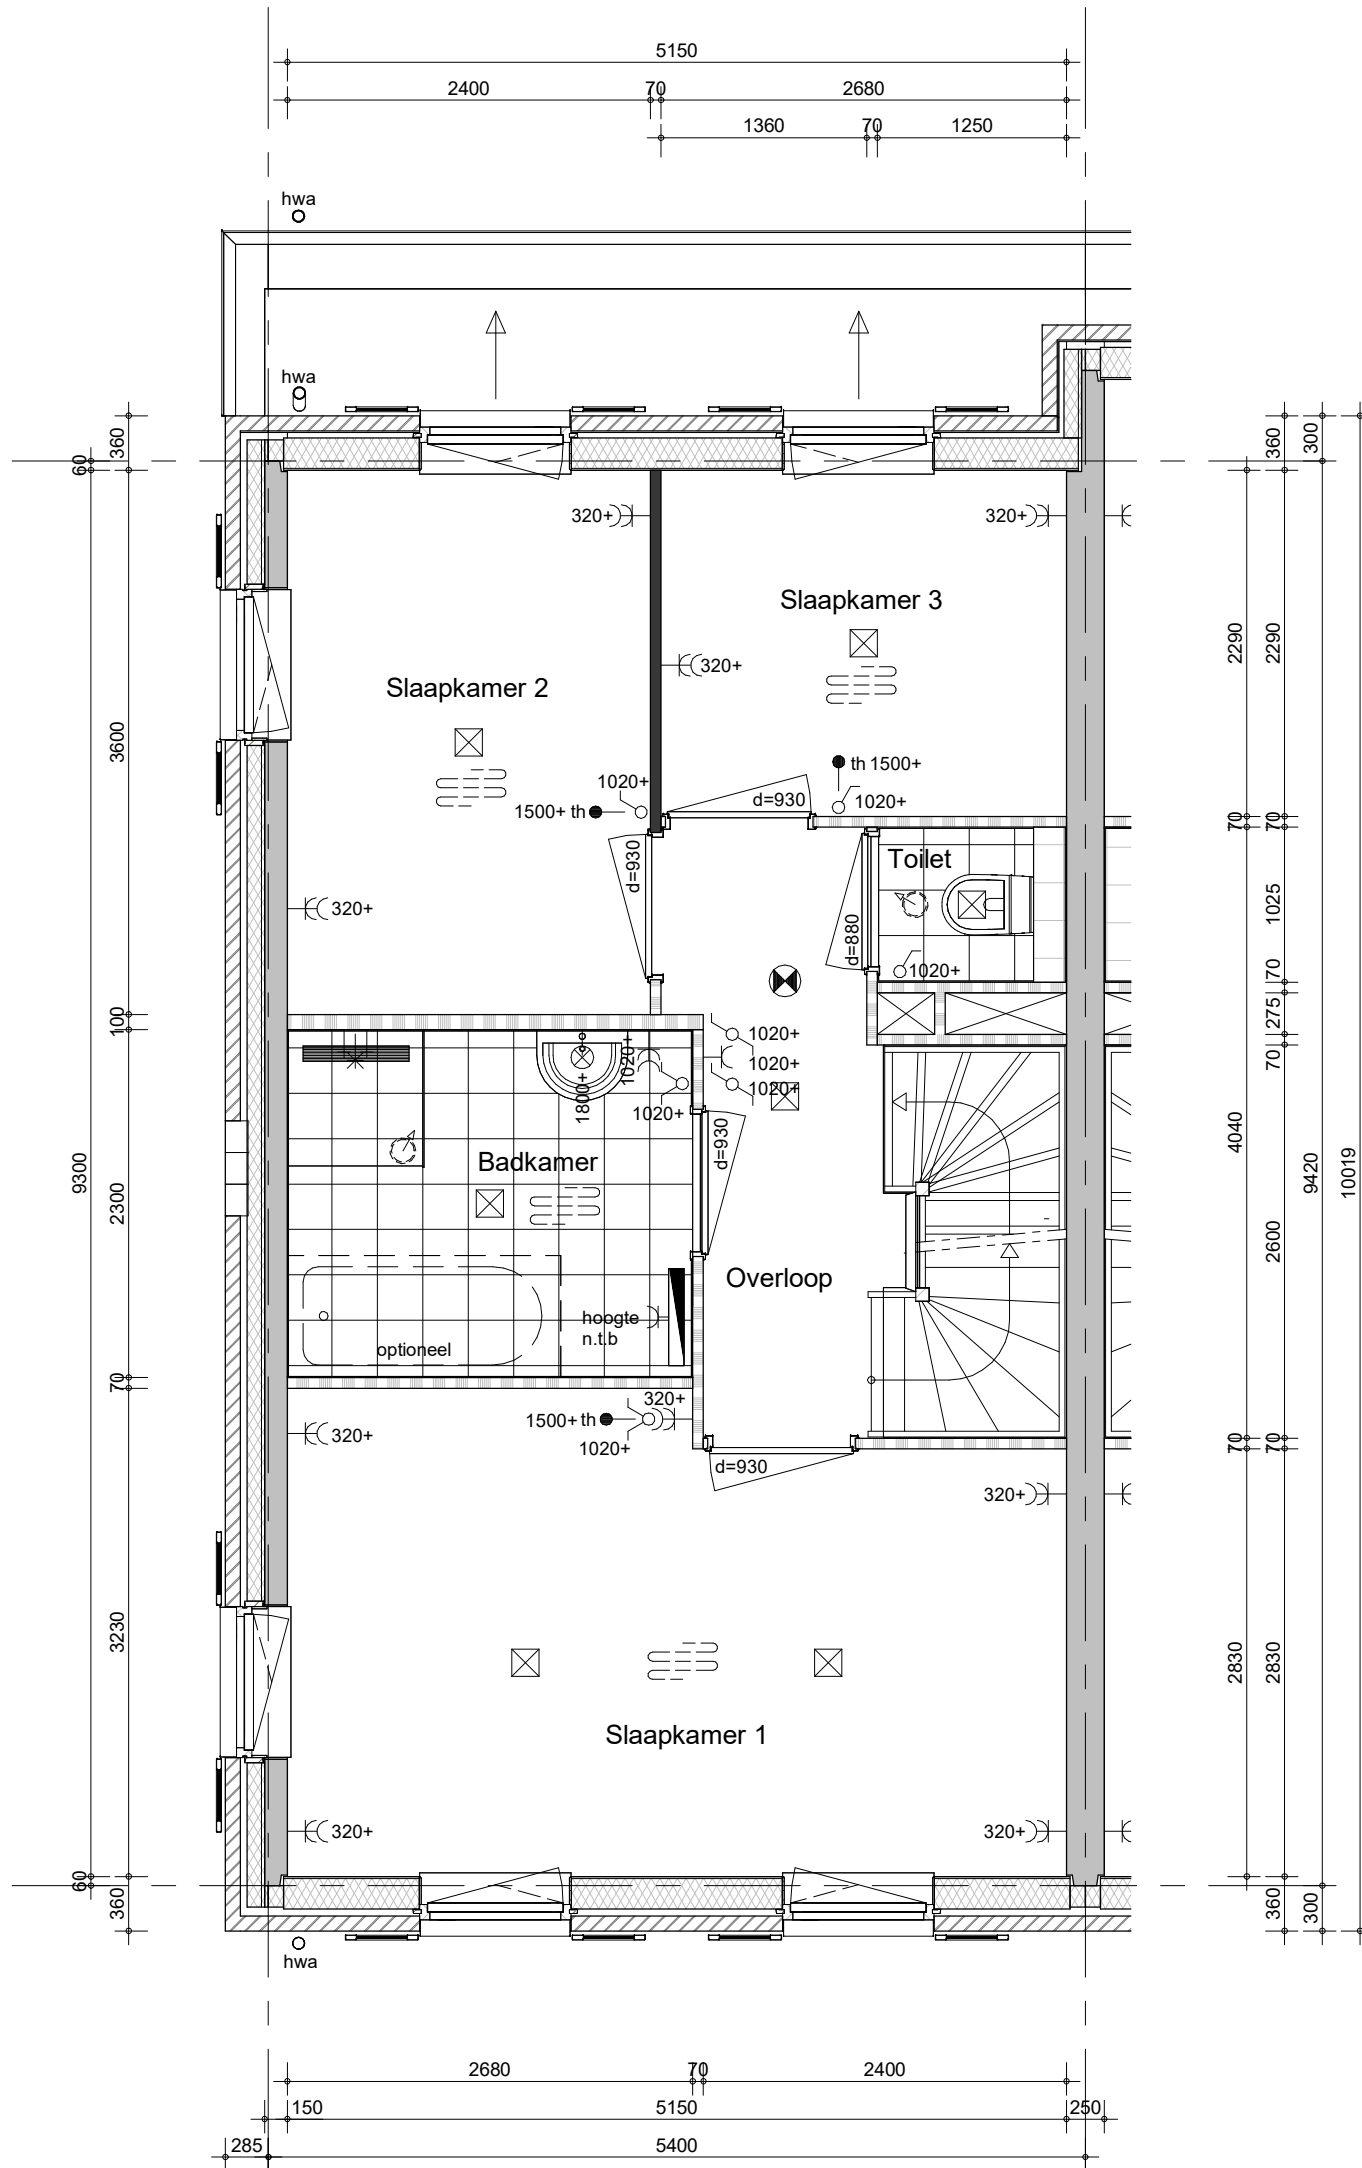 5150
2400 70 2680
1360 70 1250
hwa
hwa
360
60
3600
100
9300
2300
70
3230
60
360
320+
320+
Slaapkamer 3
Slaapkamer 2
320+
th 1500+
1020+
1020+
1500+ th
d=930
d=930
Toilet
320+
d=880
1020+
1020+
1020+
1020+
1020+
1020+
1800+
d=930
Badkamer
Overloop
hoogte
n.t.b
optioneel
320+
1500+ th
1020+
320+
d=930
320+
Slaapkamer 1
320+
320+
hwa
360
300
2290
2290
70
70
1025
70
275
70
4040
2600
9420
10019
70
70
2830
2830
360
300
2680 70 2400
150 5150 250
285 5400